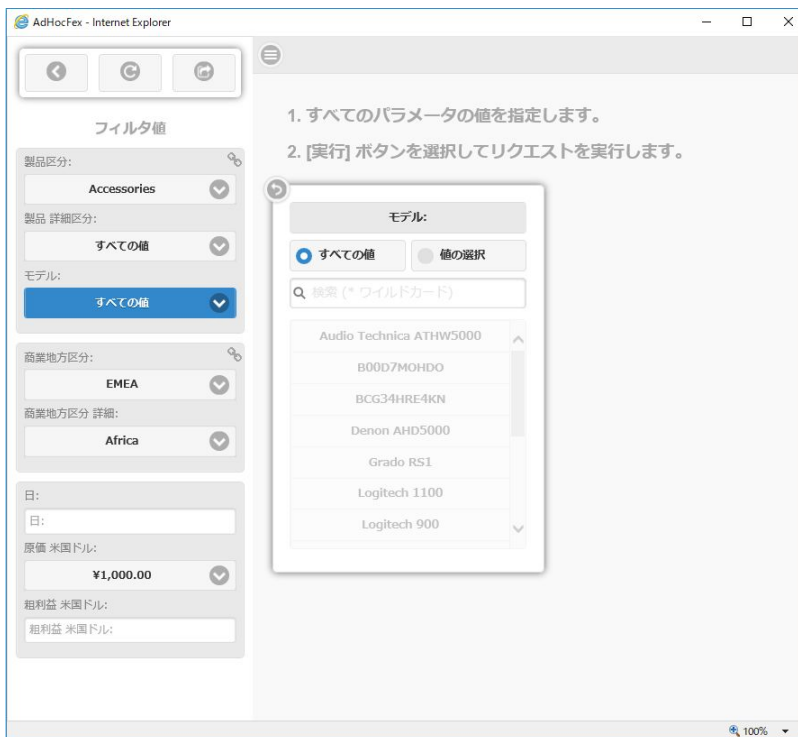 AdHocFex - Internet Explorer
フィルタ値
製品区分:
Accessories
製品 詳細区分:
すべての値
モデル:
すべての値
商業地方区分:
EMEA
商業地方区分 詳細:
Africa
日:
日:
原価 米国ドル:
¥1,000.00
粗利益 米国ドル:
粗利益 米国ドル:
1. すべてのパラメータの値を指定します。
2. [実行] ボタンを選択してリクエストを実行します。
モデル:
すべての値 値の選択
検索 (* ワイルドカード)
Audio Technica ATHW5000
B00D7MOHDO
BCG34HRE4KN
Denon AHD5000
Grado RS1
Logitech 1100
Logitech 900
100%